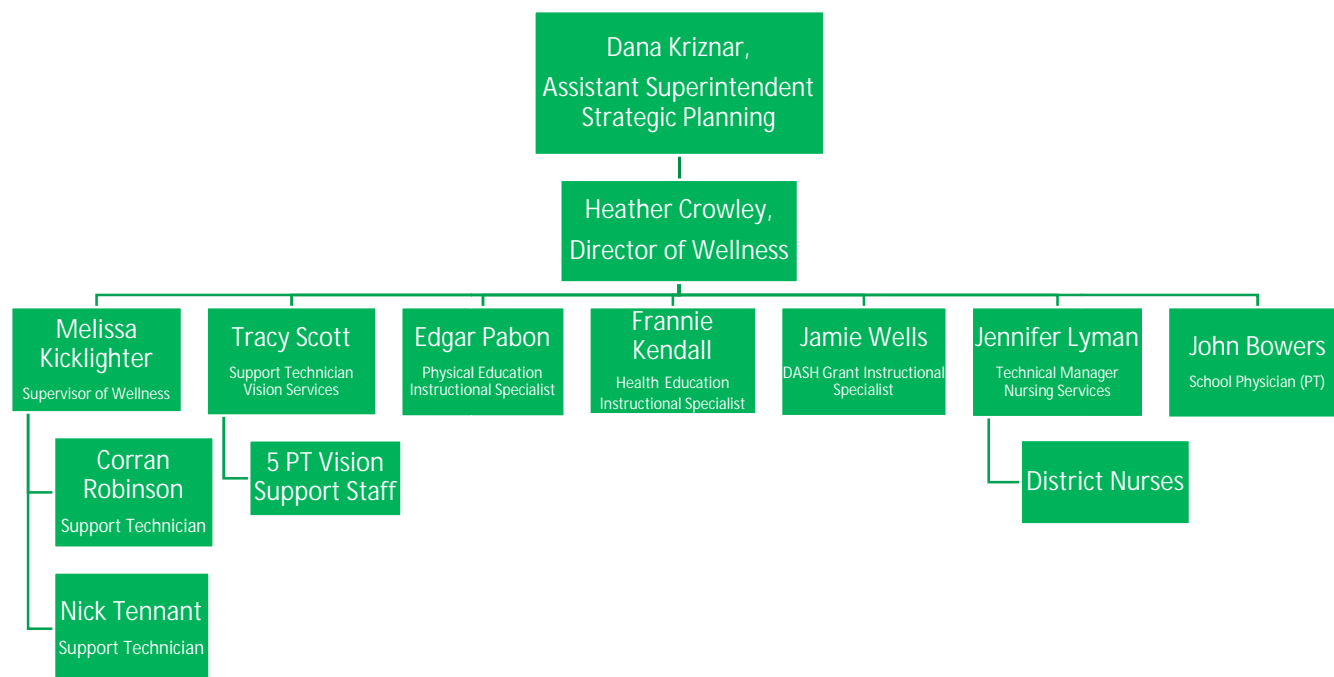 Dana Kriznar,
Assistant Superintendent
Strategic Planning
Heather Crowley,
Director of Wellness
Melissa
Kicklighter
Supervisor of Wellness
Tracy Scott
Support Technician
Vision Services
Edgar Pabon
Physical Education
Instructional Specialist
Frannie
Kendall
Health Education
Instructional Specialist
Jamie Wells
DASH Grant Instructional
Specialist
Jennifer Lyman
Technical Manager
Nursing Services
John Bowers
School Physician (PT)
Corran
Robinson
Support Technician
5 PT Vision
Support Staff
District Nurses
Nick Tennant
Support Technician